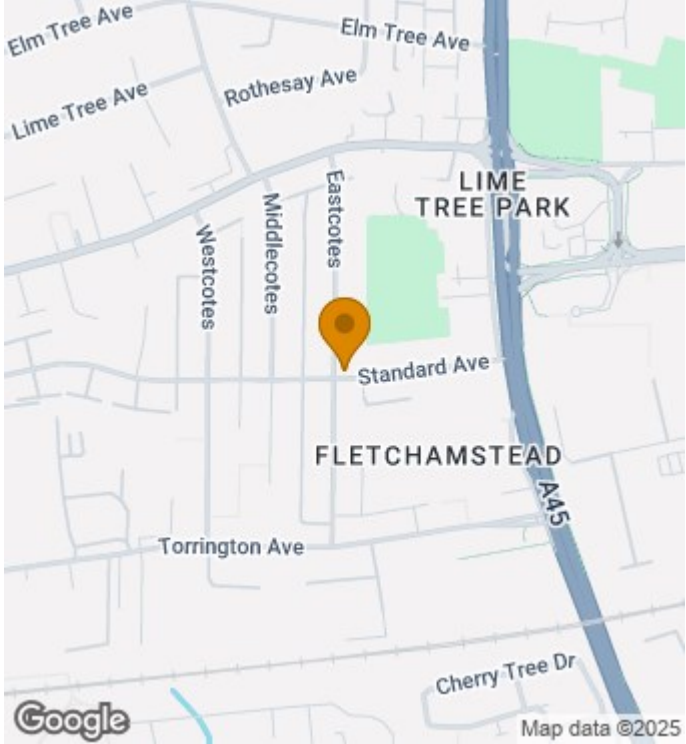 Elm Tree Ave
Elm Tree Ave
Rothesay Ave
Lime Tree Ave
LIME
TREE PARK
Eastcotes
Middlecotes
Westcotes
Standard Ave
FLETCHAMSTEAD
A45
Torrington Ave
Cherry Tree Dr
Google
Map data ©2025